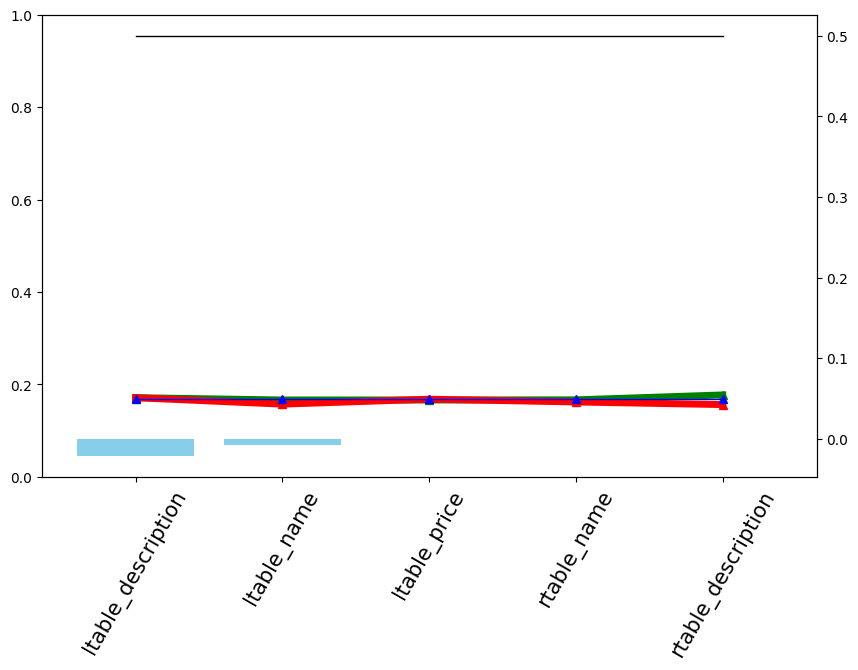 1.0
0.8
0.6
0.4
0.2
0.0
0.5
0.4
0.3
0.2
0.1
0.0
ltable_description
ltable_name
ltable_price
rtable_name
rtable_description